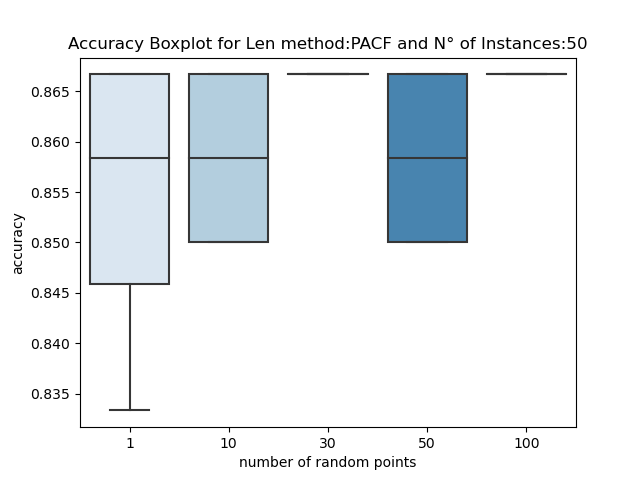 Accuracy Boxplot for Len method:PACF and N° of Instances:50
0.865
0.860
0.855
0.850
0.845
0.840
0.835
accuracy
1 10 30 50 100
number of random points